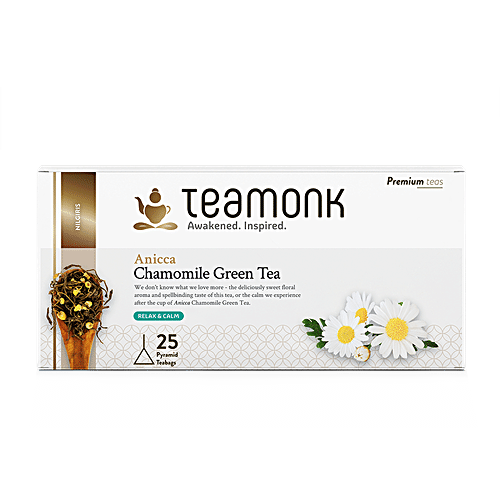 Premium teas
NILGIRIS
TEAMONK
Awakened. Inspired.
Anicca
Chamomile Green Tea
We don't know what we love more - the deliciously sweet floral
aroma and spellbinding taste of this tea, or the calm we experience
after the cup of Anicca Chamomile Green Tea.
RELAX & CALM
25
Pyramid
Teabags